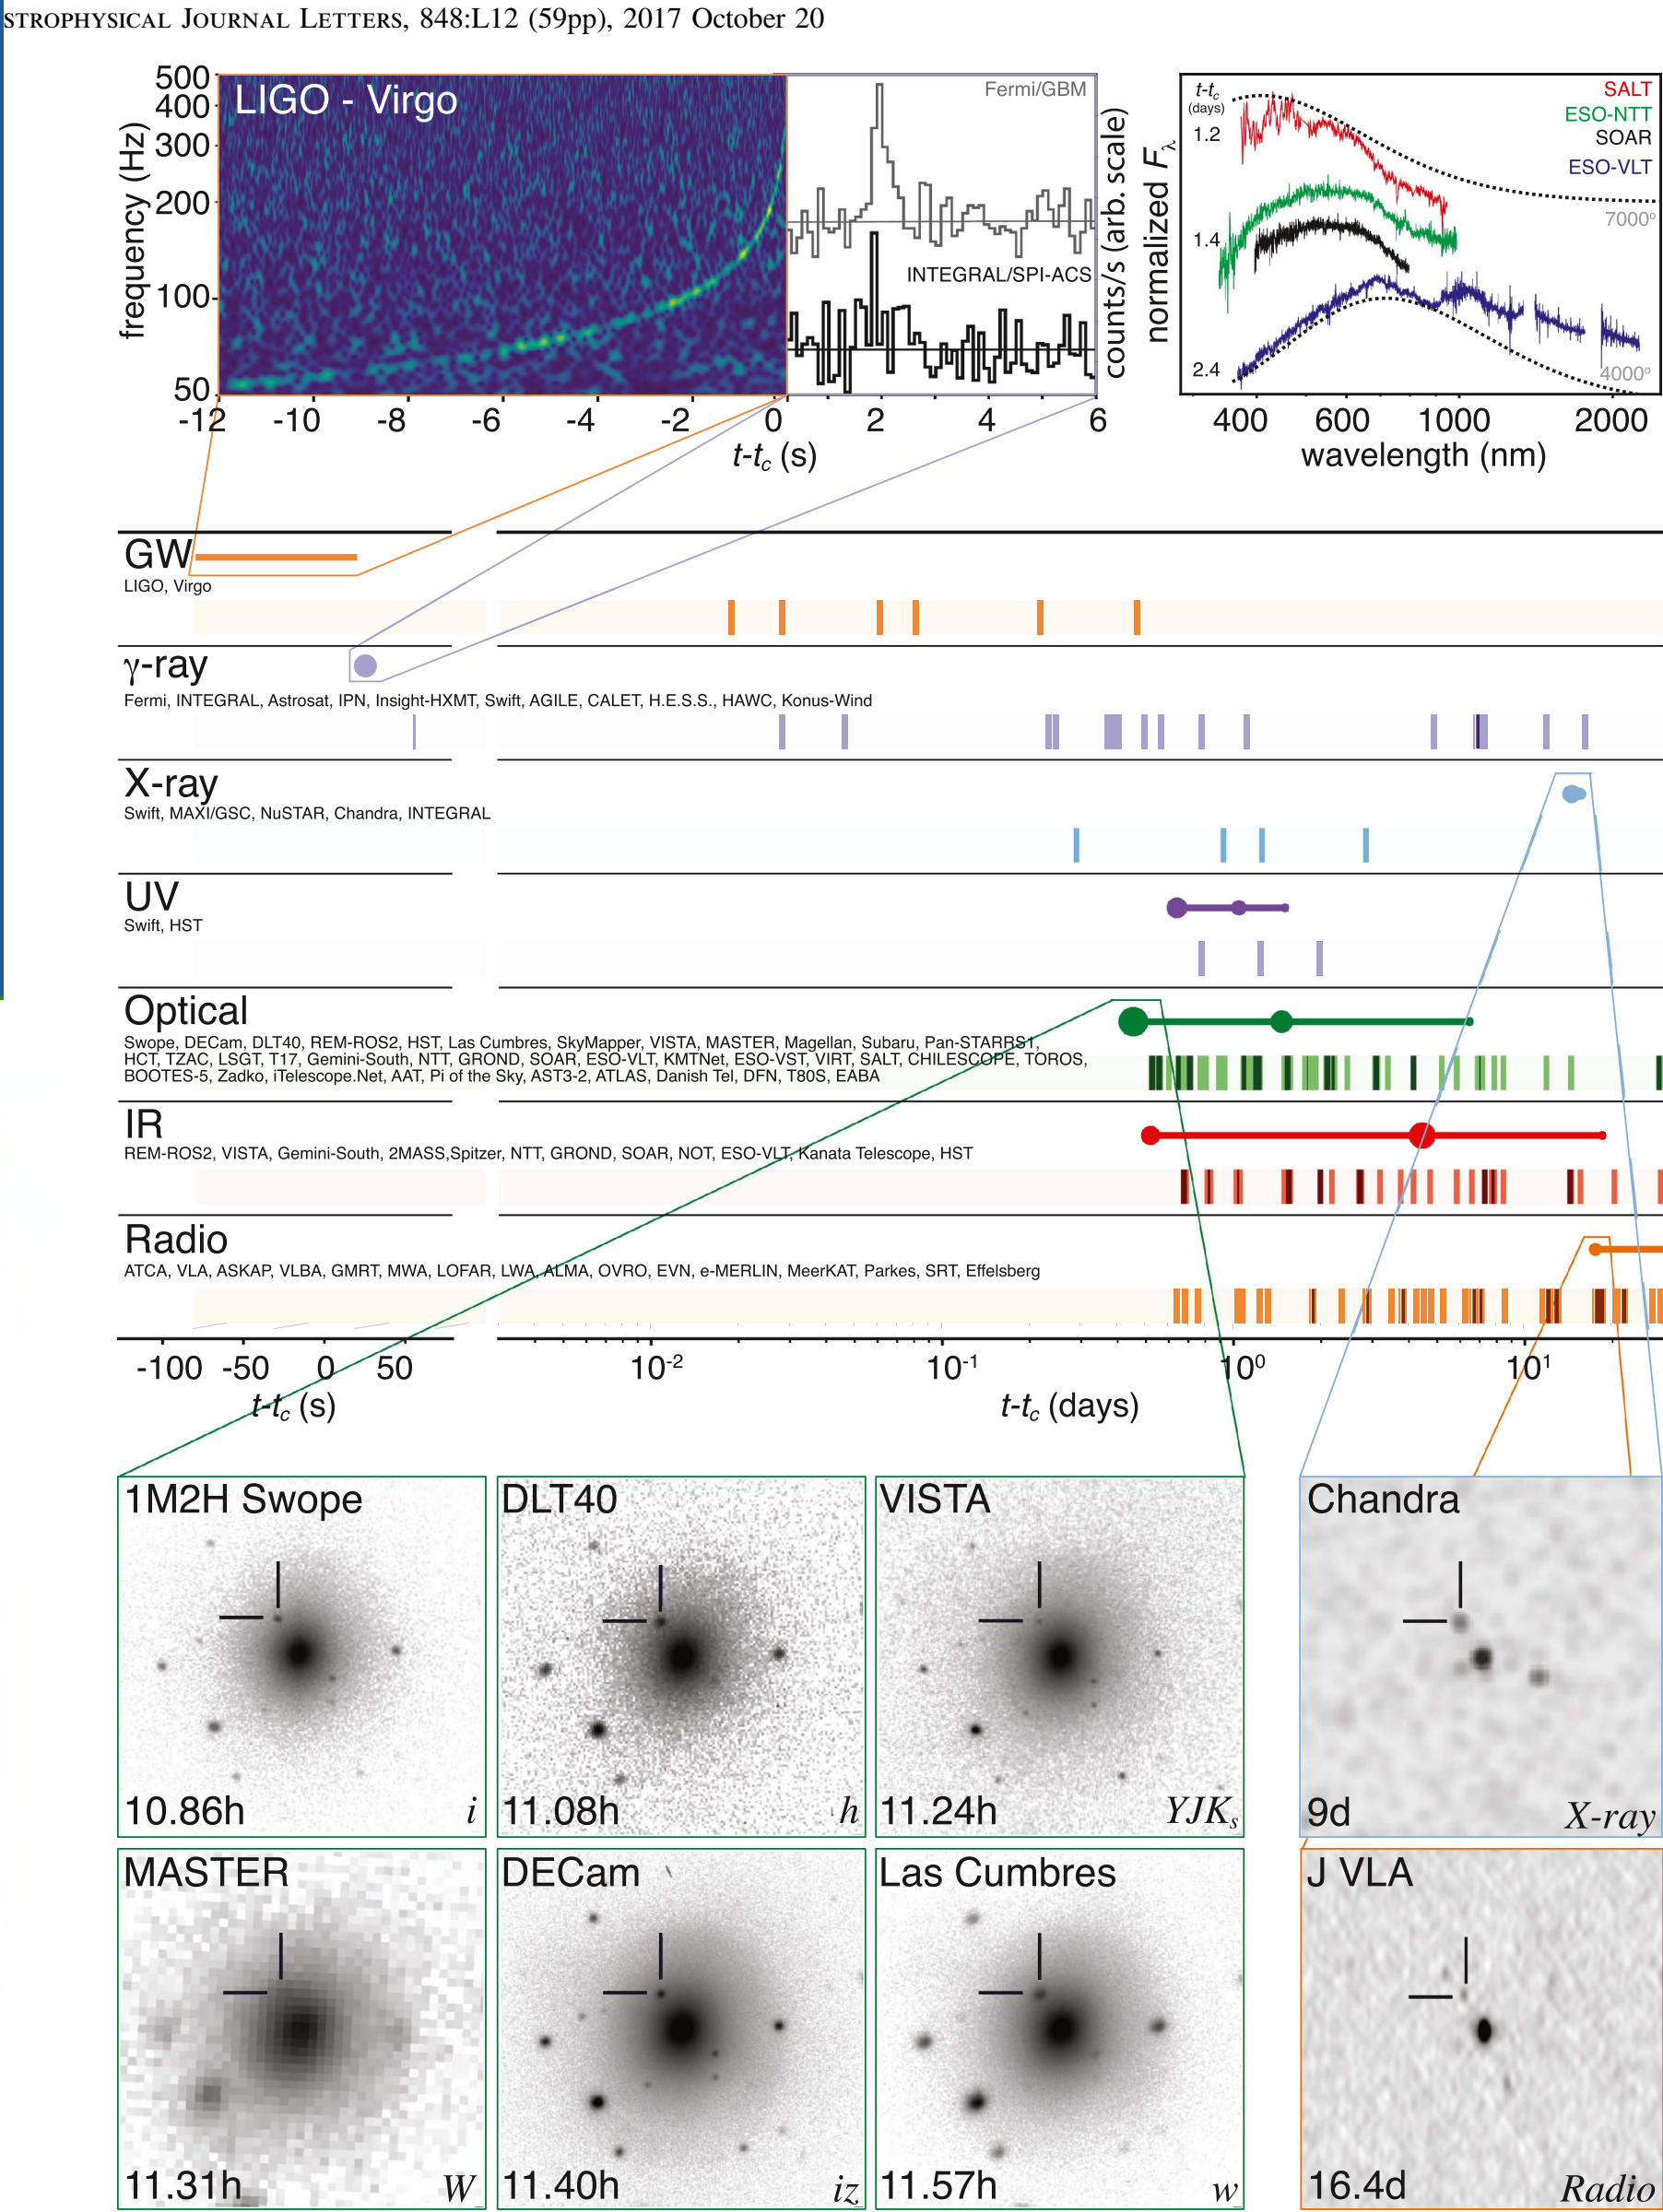 STROPHYSICAL JOURNAL LETTERS, 848:L12 (59pp), 2017 October 20
LIGO - Virgo
Fermi/GBM
INTEGRAL/SPI-ACS
frequency (Hz)
500
400
300
200
100
50
-12 -10 -8 -6 -4 -2 0 2 4 6
t-tc (s)
counts/s (arb. scale)
normalized Fλ
t-tc
(days)
1.2
1.4
2.4
SALT
ESO-NTT
SOAR
ESO-VLT
7000º
4000º
400 600 1000 2000
wavelength (nm)
GW
LIGO, Virgo
γ-ray
Fermi, INTEGRAL, Astrosat, IPN, Insight-HXMT, Swift, AGILE, CALET, H.E.S.S., HAWC, Konus-Wind
X-ray
Swift, MAXI/GSC, NuSTAR, Chandra, INTEGRAL
UV
Swift, HST
Optical
Swope, DECam, DLT40, REM-ROS2, HST, Las Cumbres, SkyMapper, VISTA, MASTER, Magellan, Subaru, Pan-STARRS1,
HCT, TZAC, LSGT, T17, Gemini-South, NTT, GROND, SOAR, ESO-VLT, KMTNet, ESO-VST, VIRT, SALT, CHILESCOPE, TOROS,
BOOTES-5, Zadko, iTelescope.Net, AAT, Pi of the Sky, AST3-2, ATLAS, Danish Tel, DFN, T80S, EABA
IR
REM-ROS2, VISTA, Gemini-South, 2MASS,Spitzer, NTT, GROND, SOAR, NOT, ESO-VLT, Kanata Telescope, HST
Radio
ATCA, VLA, ASKAP, VLBA, GMRT, MWA, LOFAR, LWA, ALMA, OVRO, EVN, e-MERLIN, MeerKAT, Parkes, SRT, Effelsberg
-100 -50 0 50 10-2 10-1 100 101
t-tc (s) t-tc (days)
1M2H Swope
10.86h i
DLT40
11.08h h
VISTA
11.24h YJKs
Chandra
9d X-ray
MASTER
11.31h W
DECam
11.40h iz
Las Cumbres
11.57h w
J VLA
16.4d Radio